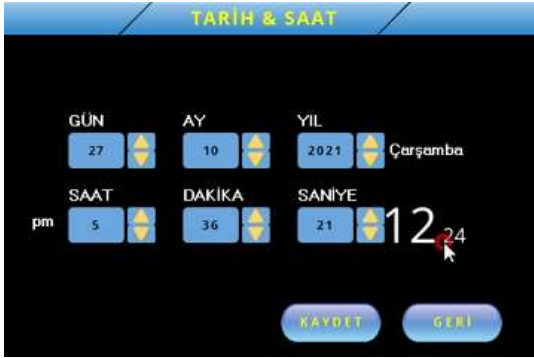 TARİH & SAAT
GÜN AY YIL
27 10 2021 Çarşamba
SAAT DAKİKA SANİYE
pm 5 36 21 12 24
KAYDET GERİ